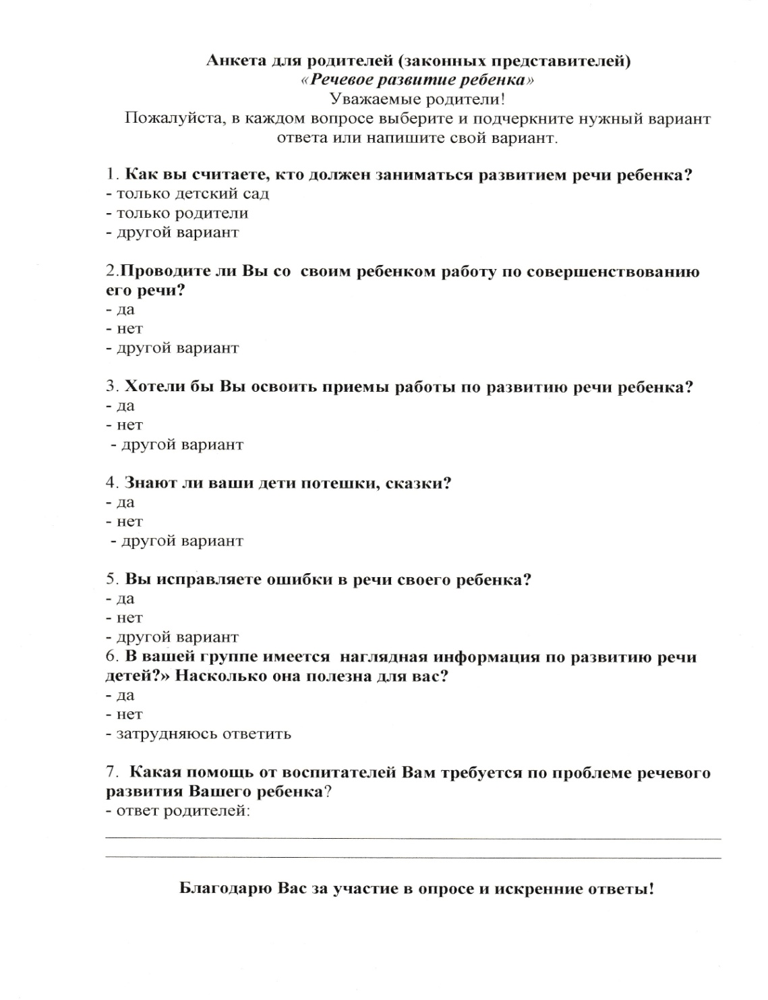 Анкета для родителей (законных представителей)
«Речевое развитие ребенка»
Уважаемые родители!
Пожалуйста, в каждом вопросе выберите и подчеркните нужный вариант
ответа или напишите свой вариант.
1. Как вы считаете, кто должен заниматься развитием речи ребенка?
- только детский сад
- только родители
- другой вариант
2.Проводите ли Вы со  своим ребенком работу по совершенствованию
его речи?
- да
- нет
- другой вариант
3. Хотели бы Вы освоить приемы работы по развитию речи ребенка?
- да
- нет
- другой вариант
4. Знают ли ваши дети потешки, сказки?
- да
- нет
- другой вариант
5. Вы исправляете ошибки в речи своего ребенка?
- да
- нет
- другой вариант
6. В вашей группе имеется  наглядная информация по развитию речи
детей?» Насколько она полезна для вас?
- да
- нет
- затрудняюсь ответить
7.  Какая помощь от воспитателей Вам требуется по проблеме речевого
развития Вашего ребенка?
- ответ родителей:
Благодарю Вас за участие в опросе и искренние ответы!